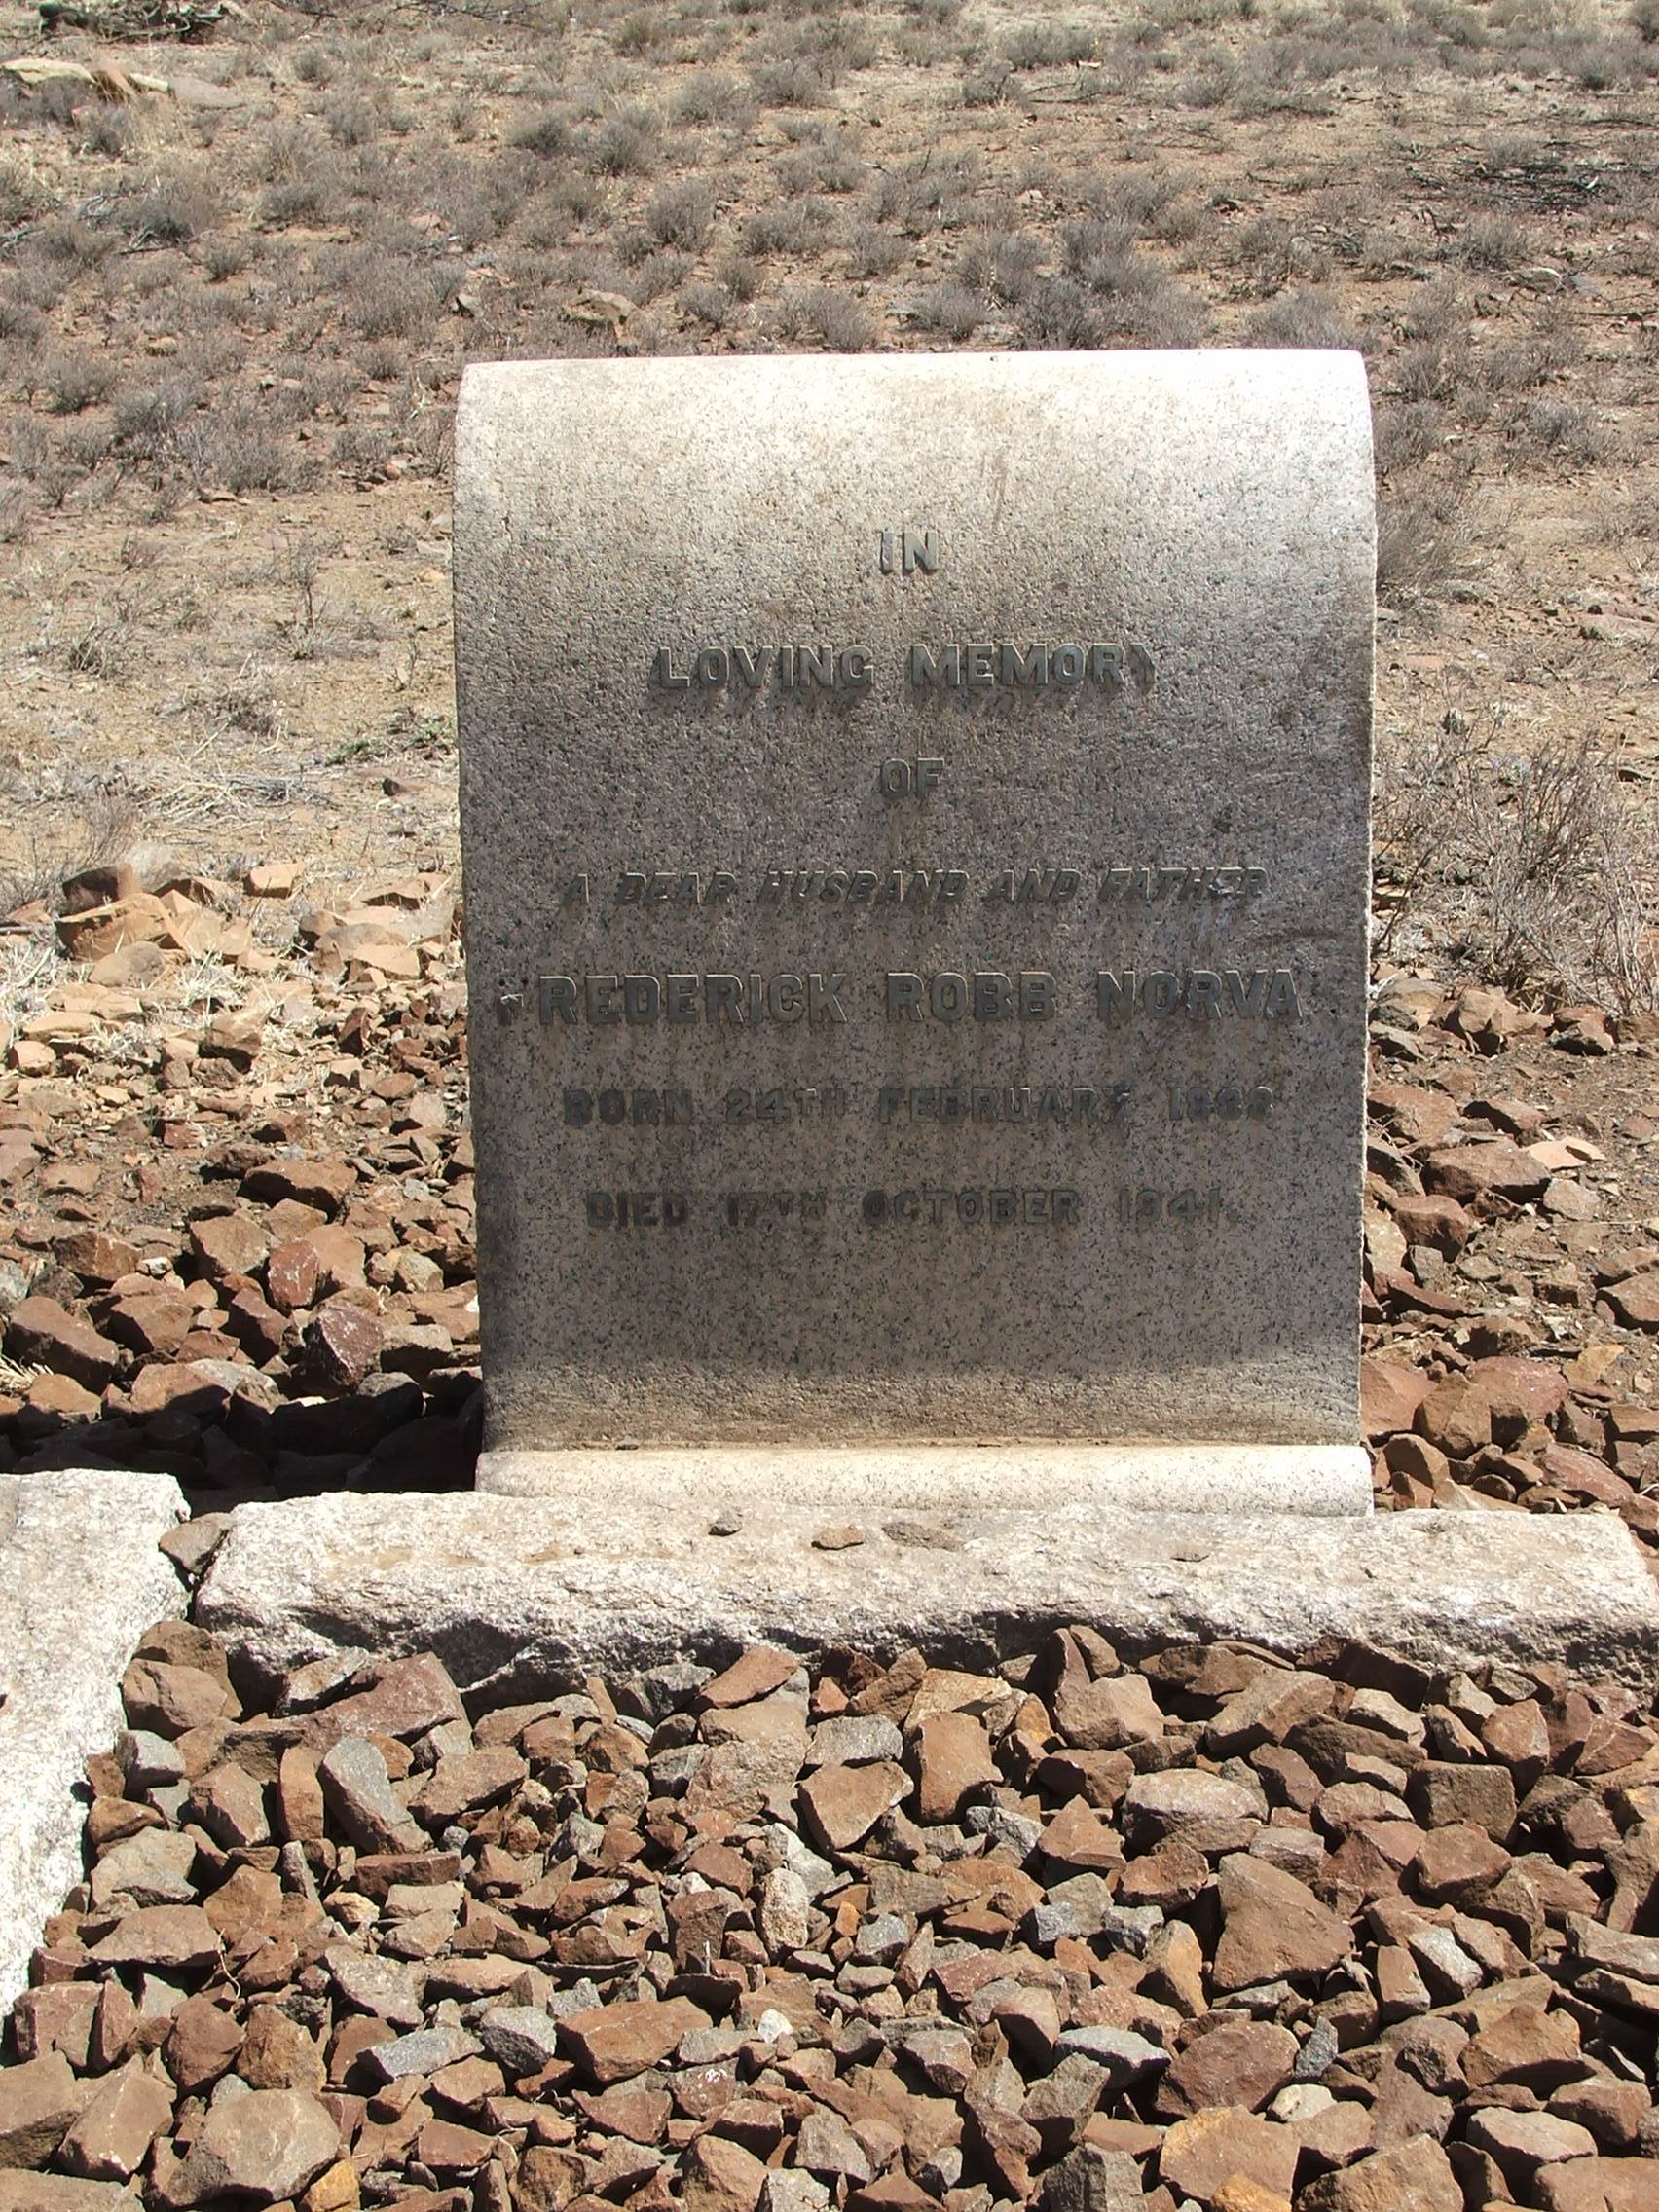 IN
LOVING MEMORY
OF
A DEAR HUSBAND AND FATHER
FREDERICK ROBB NORVA
BORN 24TH FEBRUARY
DIED 17TH OCTOBER 1941.